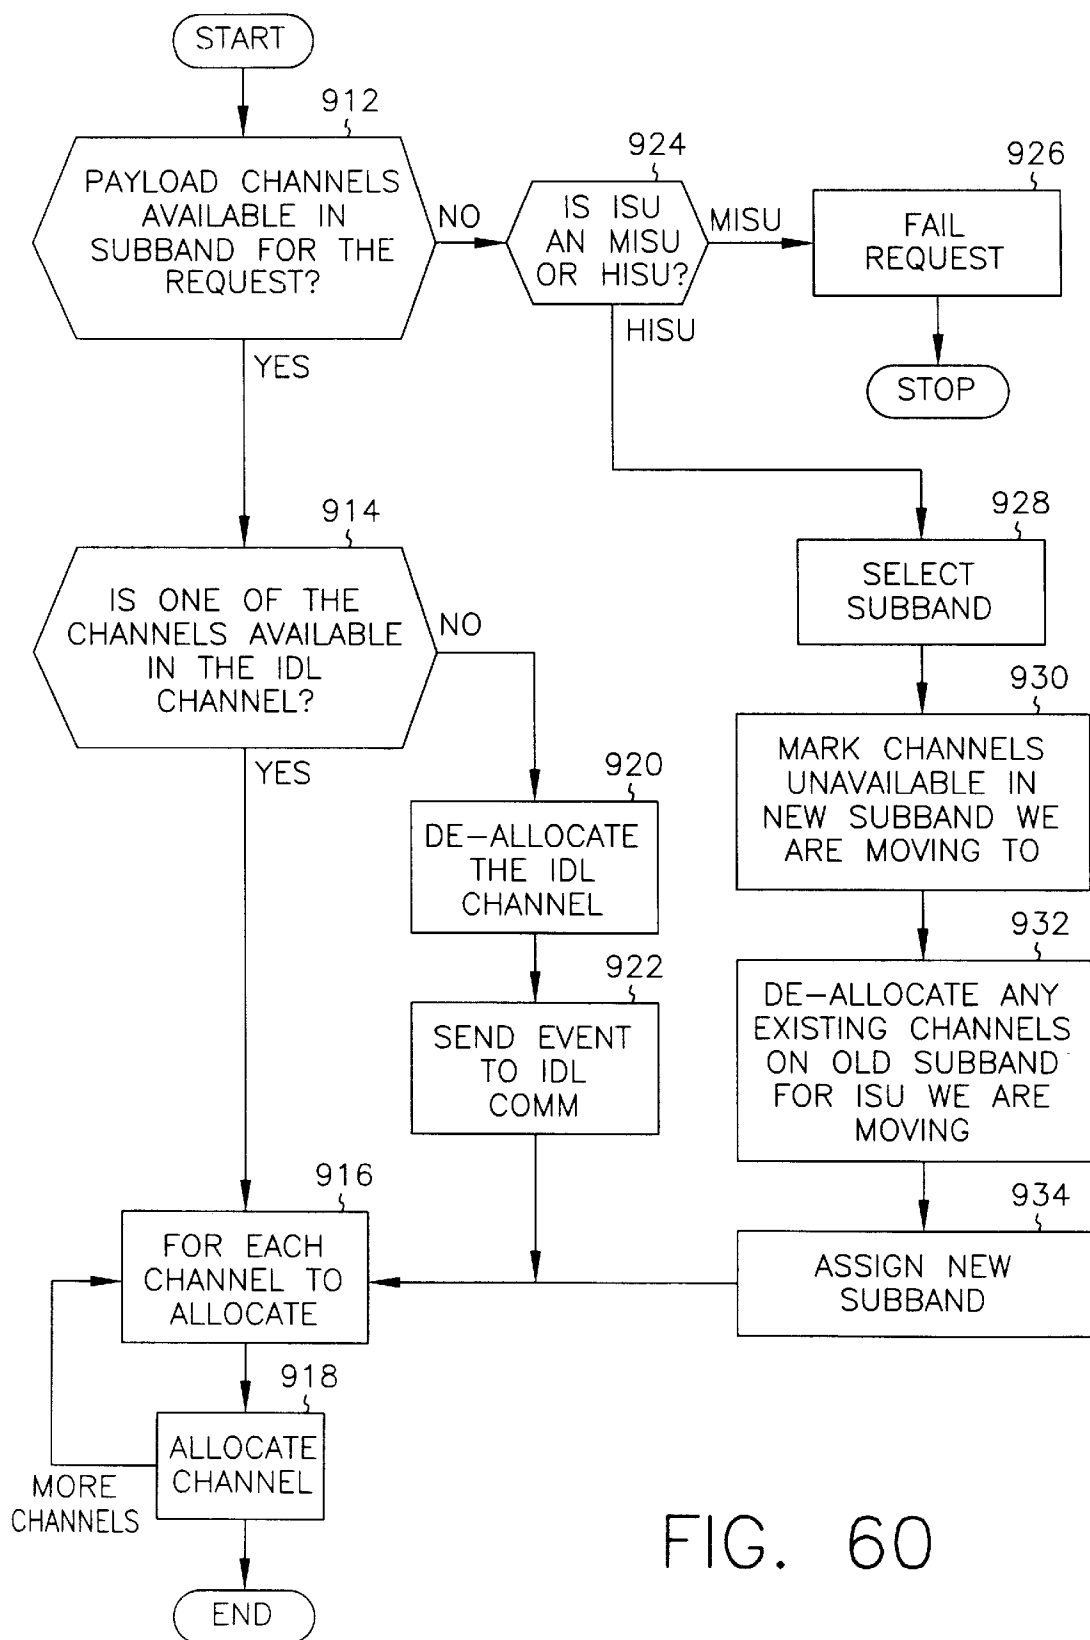 START
912
PAYLOAD CHANNELS
AVAILABLE IN
SUBBAND FOR THE
REQUEST?
NO
YES
924
IS ISU
AN MISU
OR HISU?
MISU
HISU
926
FAIL
REQUEST
STOP
914
IS ONE OF THE
CHANNELS AVAILABLE
IN THE IDL
CHANNEL?
NO
YES
928
SELECT
SUBBAND
930
MARK CHANNELS
UNAVAILABLE IN
NEW SUBBAND WE
ARE MOVING TO
920
DE-ALLOCATE
THE IDL
CHANNEL
932
DE-ALLOCATE ANY
EXISTING CHANNELS
ON OLD SUBBAND
FOR ISU WE ARE
MOVING
922
SEND EVENT
TO IDL
COMM
934
ASSIGN NEW
SUBBAND
916
FOR EACH
CHANNEL TO
ALLOCATE
918
ALLOCATE
CHANNEL
MORE
CHANNELS
END
FIG. 60